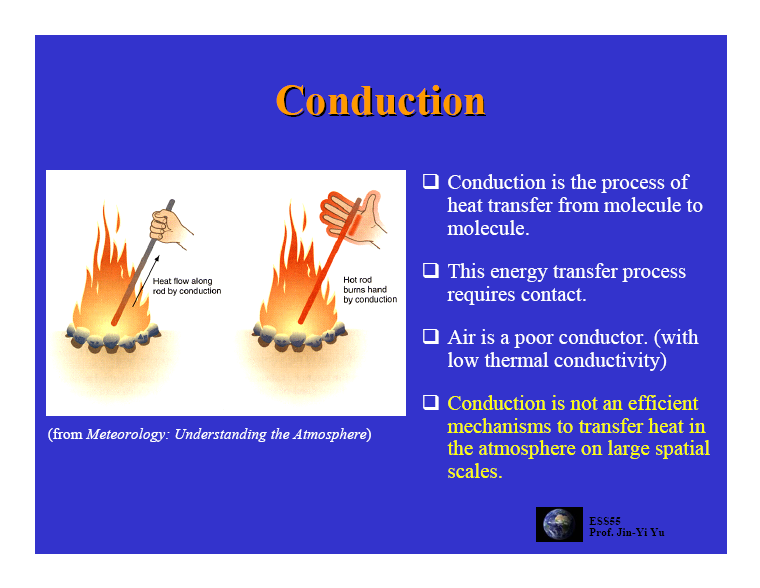 Conduction
Heat flow along
rod by conduction
Hot rod
burns hand
by conduction
(from Meteorology: Understanding the Atmosphere)
❑ Conduction is the process of
heat transfer from molecule to
molecule.
❑ This energy transfer process
requires contact.
❑ Air is a poor conductor. (with
low thermal conductivity)
❑ Conduction is not an efficient
mechanisms to transfer heat in
the atmosphere on large spatial
scales.
ESS55
Prof. Jin-Yi Yu